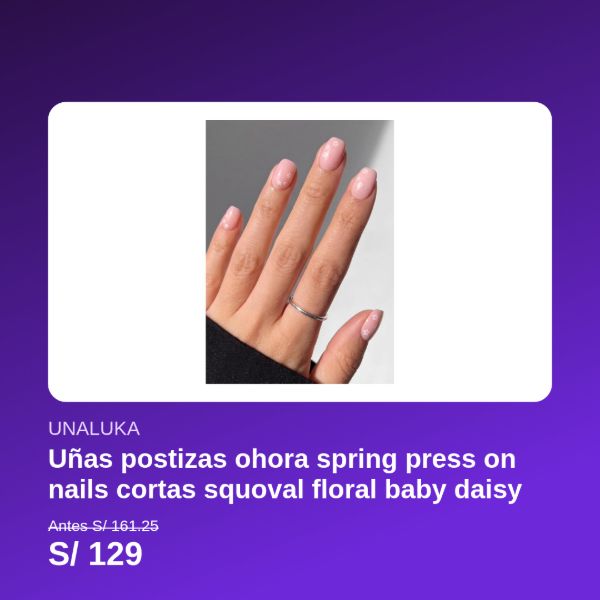 UNALUKA
Uñas postizas ohora spring press on
nails cortas squoval floral baby daisy
Antes S/ 161.25
S/ 129